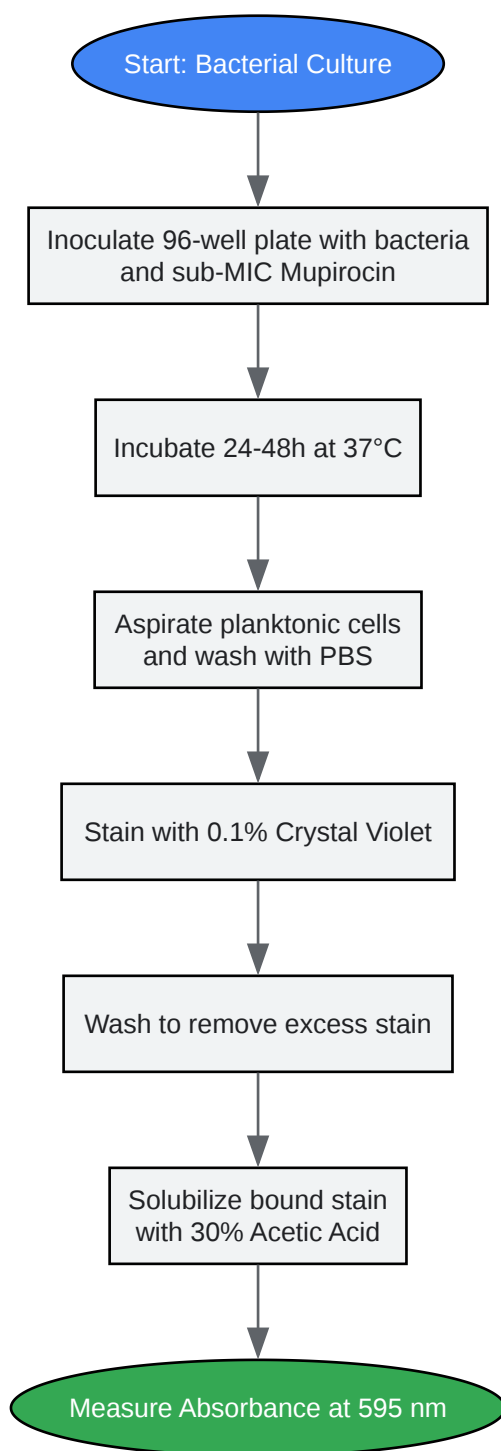 Start: Bacterial Culture
Inoculate 96-well plate with bacteria
and sub-MIC Mupirocin
Incubate 24-48h at 37°C
Aspirate planktonic cells
and wash with PBS
Stain with 0.1% Crystal Violet
Wash to remove excess stain
Solubilize bound stain
with 30% Acetic Acid
Measure Absorbance at 595 nm